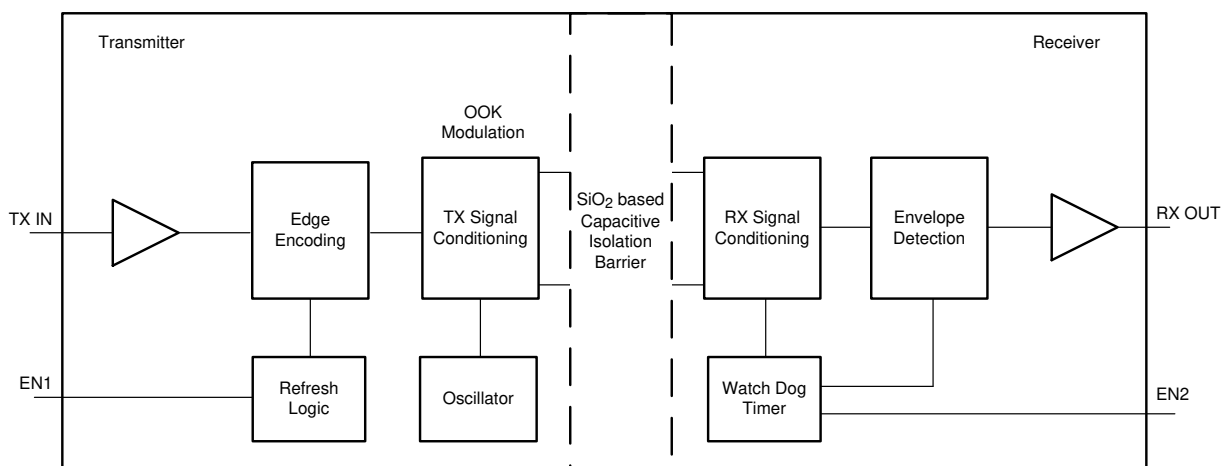 Transmitter
Receiver
OOK
Modulation
TX IN
Edge
Encoding
TX Signal
Conditioning
SiO₂ based
Capacitive
Isolation
Barrier
RX Signal
Conditioning
Envelope
Detection
RX OUT
EN1
Refresh
Logic
Oscillator
Watch Dog
Timer
EN2